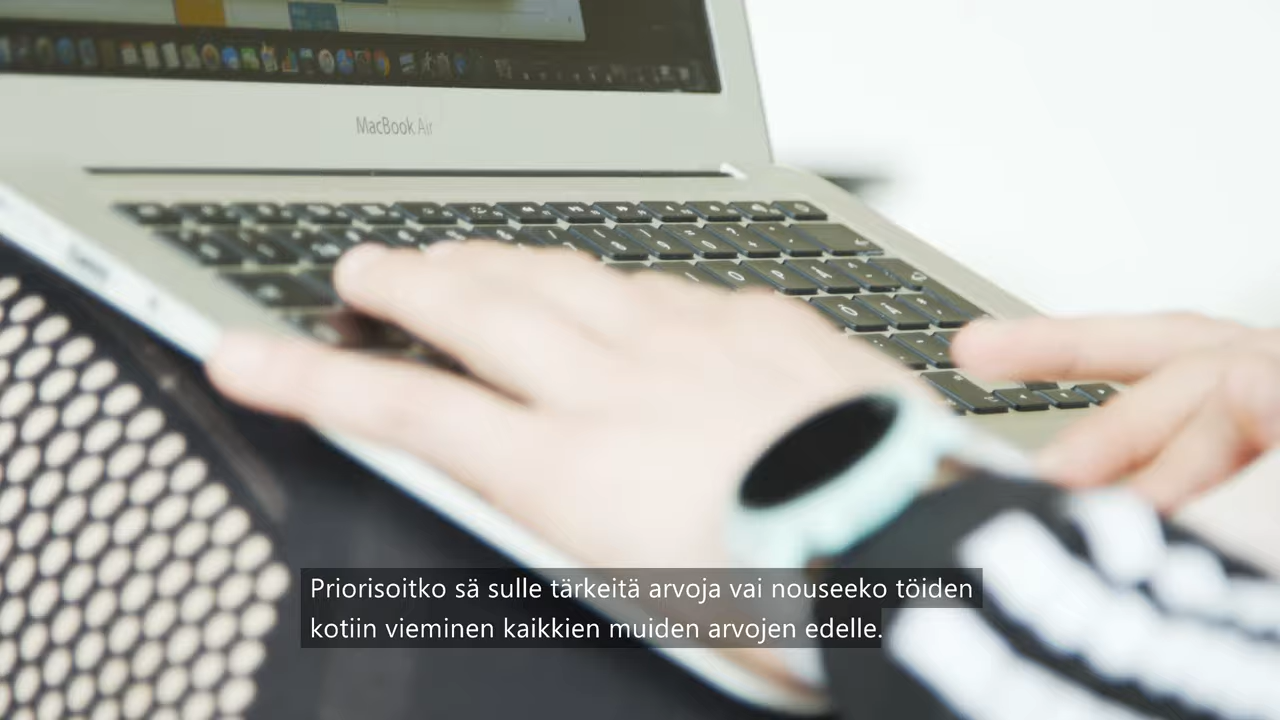 MacBook Air
Priorisoitko sä sulle tärkeitä arvoja vai nouseeko töiden
kotiin vieminen kaikkien muiden arvojen edelle.